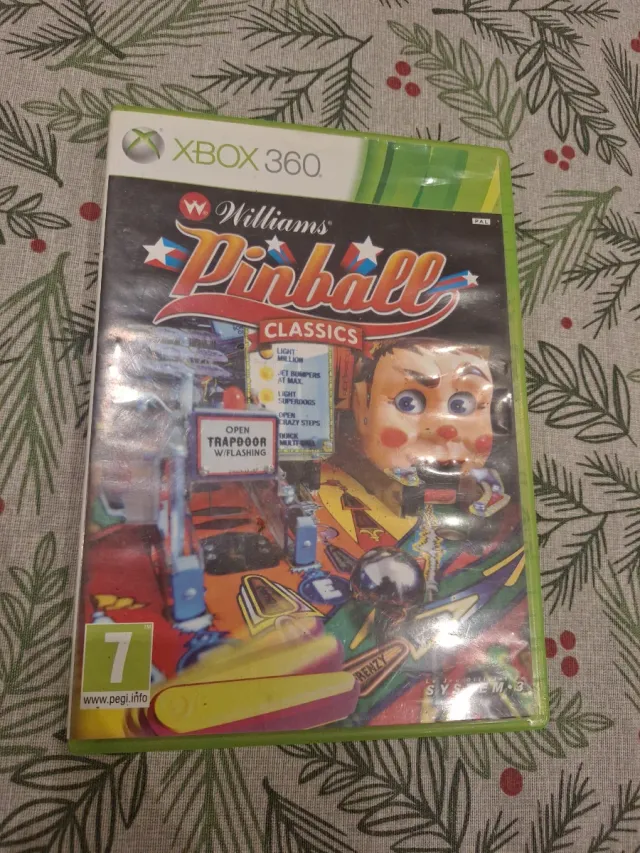 XBOX 360
PAL
W Williams®
Pinball
CLASSICS
LIGHT
MILLION
JET BUMPERS
AT MAX.
LIGHT
SUPERDOGS
OPEN
CRAZY STEPS
OPEN
TRAPDOOR
W/FLASHING
E
FRENZY
7
www.pegi.info
SYSTEM 3